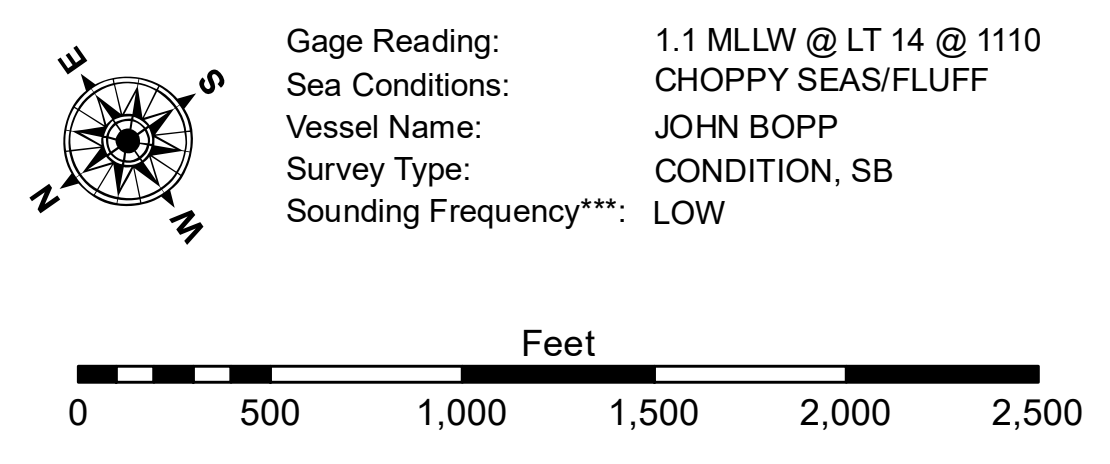 E
S
N
W
Gage Reading: 1.1 MLLW @ LT 14 @ 1110
Sea Conditions: CHOPPY SEAS/FLUFF
Vessel Name: JOHN BOPP
Survey Type: CONDITION, SB
Sounding Frequency***: LOW
Feet
0 500 1,000 1,500 2,000 2,500